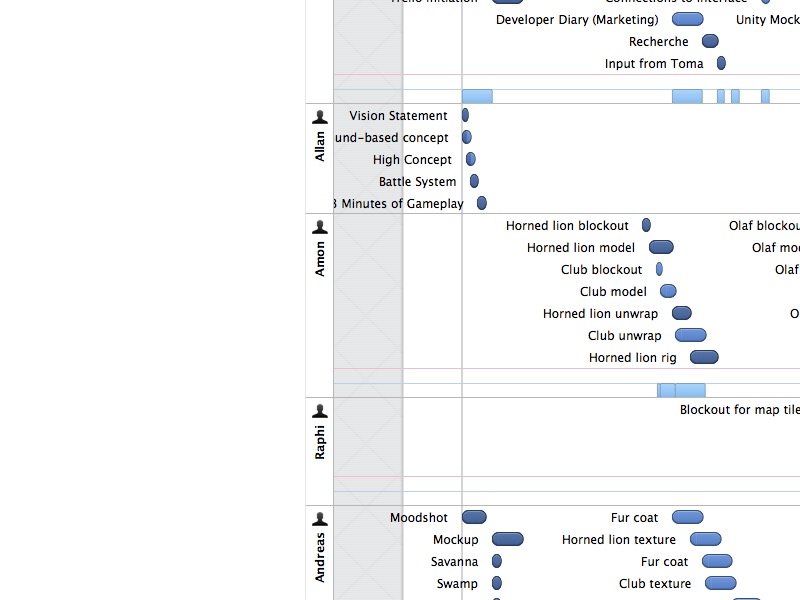 Connections to Interface
Developer Diary (Marketing)
Unity Mock
Recherche
Input from Toma
Allan
Vision Statement
und-based concept
High Concept
Battle System
3 Minutes of Gameplay
Amon
Horned lion blockout
Olaf blockou
Horned lion model
Olaf mod
Club blockout
Olaf
Club model
Horned lion unwrap
O
Club unwrap
Horned lion rig
Raphi
Blockout for map tile
Andreas
Moodshot
Fur coat
Mockup
Horned lion texture
Savanna
Fur coat
Swamp
Club texture